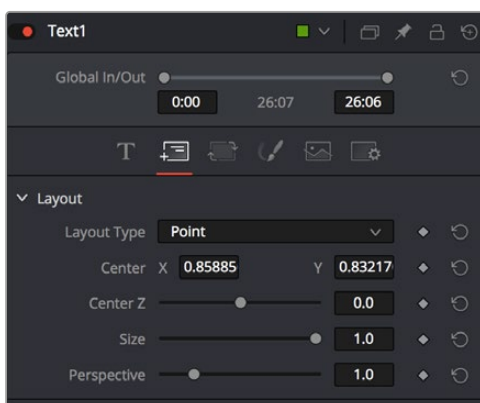 Text1
Global In/Out
0:00 26:07 26:06
T
Layout
Layout Type Point
Center X 0.85885 Y 0.83217
Center Z 0.0
Size 1.0
Perspective 1.0